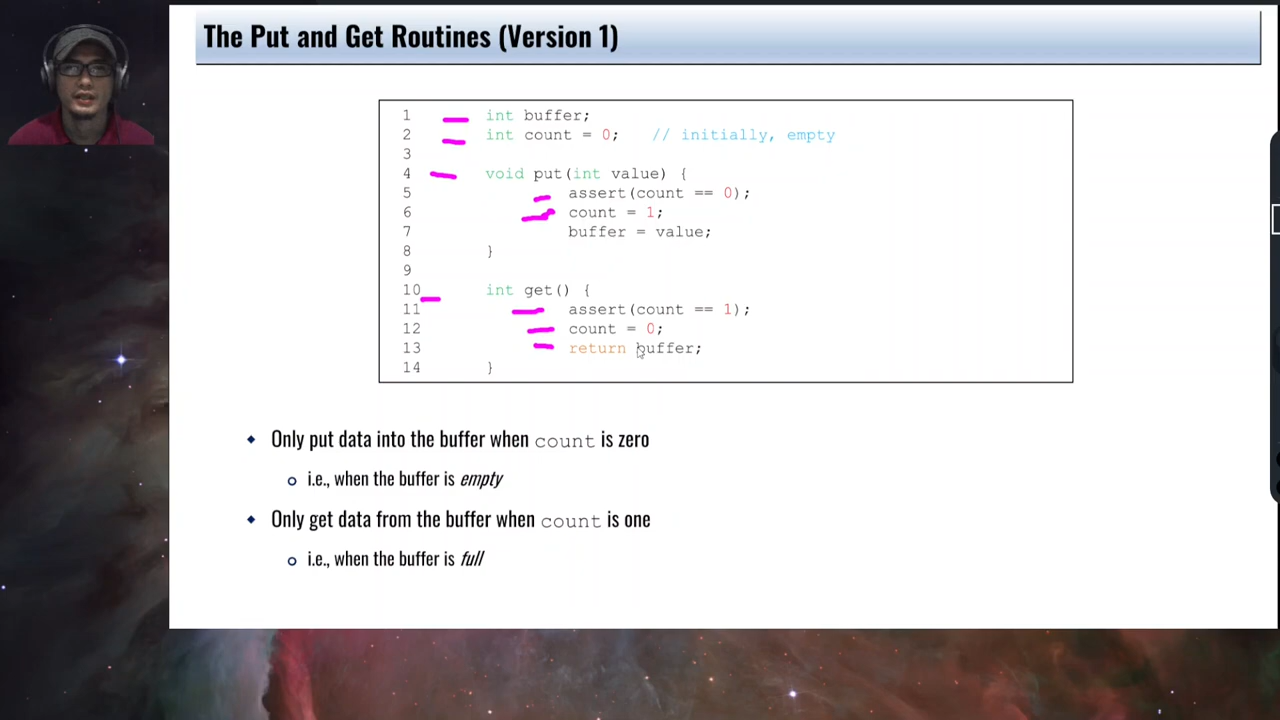 The Put and Get Routines (Version 1)
1 int buffer;
2 int count = 0; // initially, empty
3
4 void put(int value) {
5 assert(count == 0);
6 count = 1;
7 buffer = value;
8 }
9
10 int get() {
11 assert(count == 1);
12 count = 0;
13 return buffer;
14 }
Only put data into the buffer when count is zero
i.e., when the buffer is empty
Only get data from the buffer when count is one
i.e., when the buffer is full